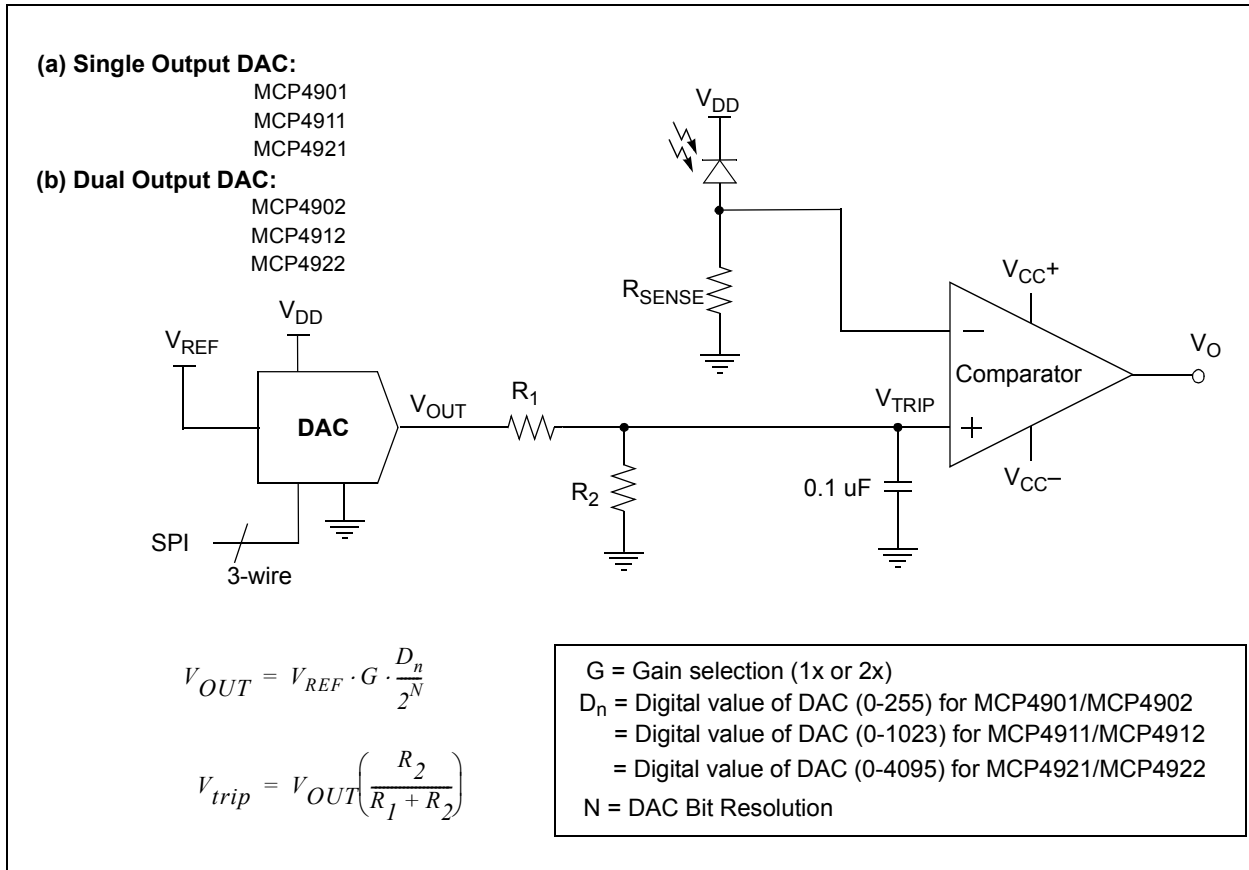 (a) Single Output DAC:
MCP4901
MCP4911
MCP4921
(b) Dual Output DAC:
MCP4902
MCP4912
MCP4922
VDD
RSENSE
VCC+
VDD
VREF
VO
Comparator
VTRIP
VOUT
R1
DAC
VCC–
R2
0.1 uF
SPI
3-wire
VOUT = VREF · G · Dn/2^N
Vtrip = VOUT(R2/(R1 + R2))
G = Gain selection (1x or 2x)
Dn = Digital value of DAC (0-255) for MCP4901/MCP4902
= Digital value of DAC (0-1023) for MCP4911/MCP4912
= Digital value of DAC (0-4095) for MCP4921/MCP4922
N = DAC Bit Resolution